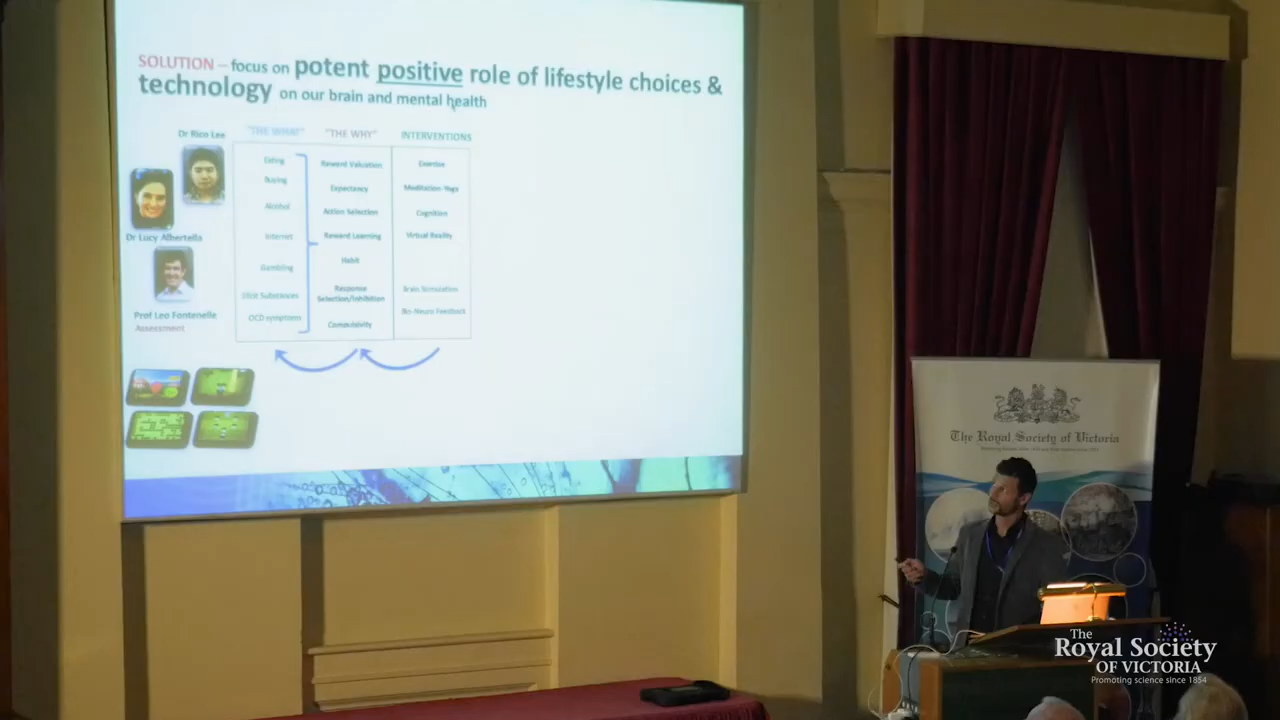 SOLUTION – focus on potent positive role of lifestyle choices &
technology on our brain and mental health
Dr Rico Lee
"THE WHAT"
"THE WHY"
INTERVENTIONS
Eating
Buying
Alcohol
Internet
Gambling
Illicit Substances
OCD symptoms
Reward Valuation
Expectancy
Action Selection
Reward Learning
Habit
Response
Selection/Inhibition
Compulsivity
Exercise
Meditation-Yoga
Cognition
Virtual Reality
Brain Stimulation
Bio-Neuro Feedback
Dr Lucy Albertella
Prof Leo Fontenelle
Assessment
The Royal Society of Victoria
The
Royal Society
OF VICTORIA
Promoting science since 1854